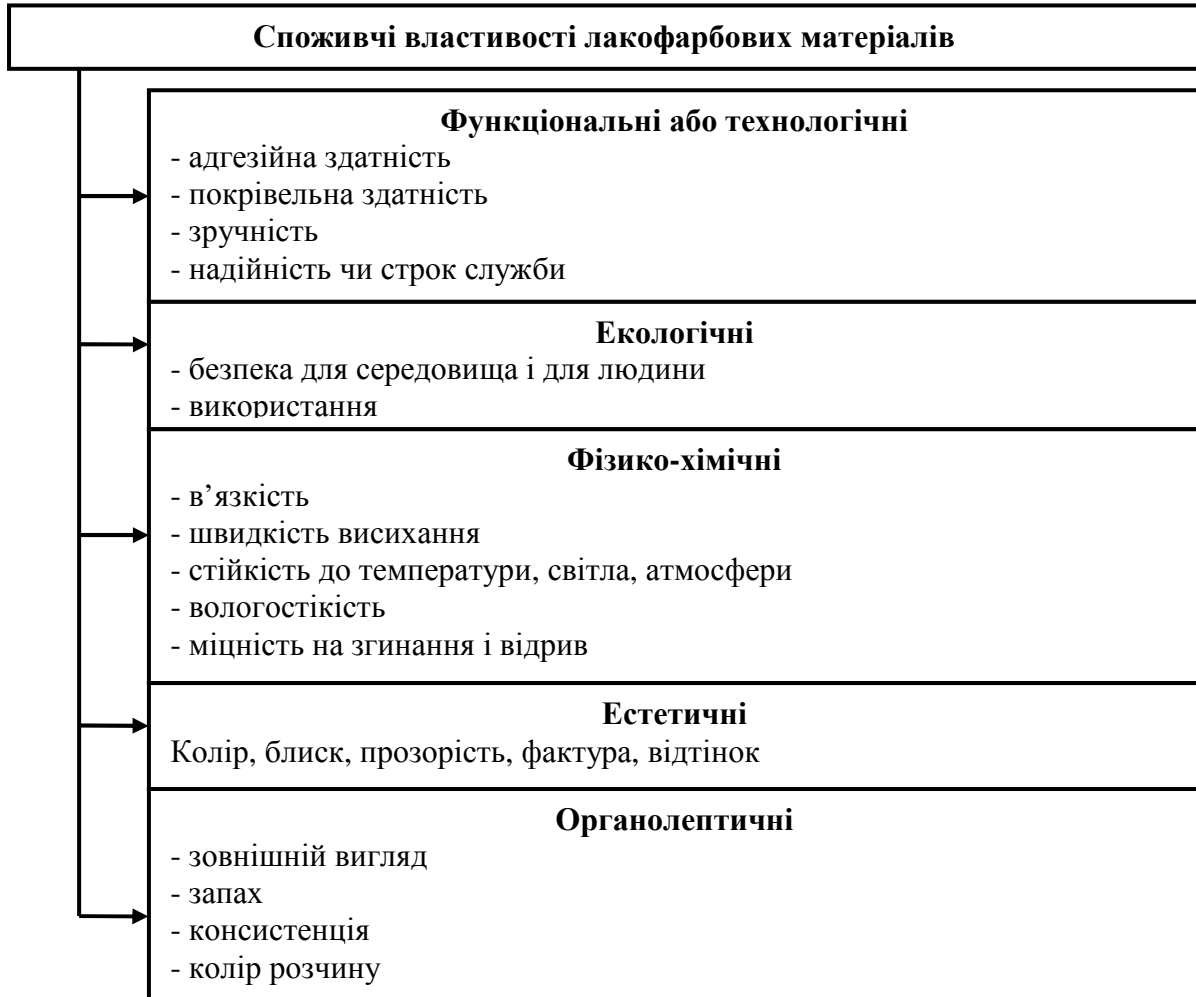 Споживчі властивості лакофарбових матеріалів
Функціональні або технологічні
- адгезійна здатність
- покрівельна здатність
- зручність
- надійність чи строк служби
Екологічні
- безпека для середовища і для людини
- використання
Фізико-хімічні
- в’язкість
- швидкість висихання
- стійкість до температури, світла, атмосфери
- вологостікість
- міцність на згинання і відрив
Естетичні
Колір, блиск, прозорість, фактура, відтінок
Органолептичні
- зовнішній вигляд
- запах
- консистенція
- колір розчину